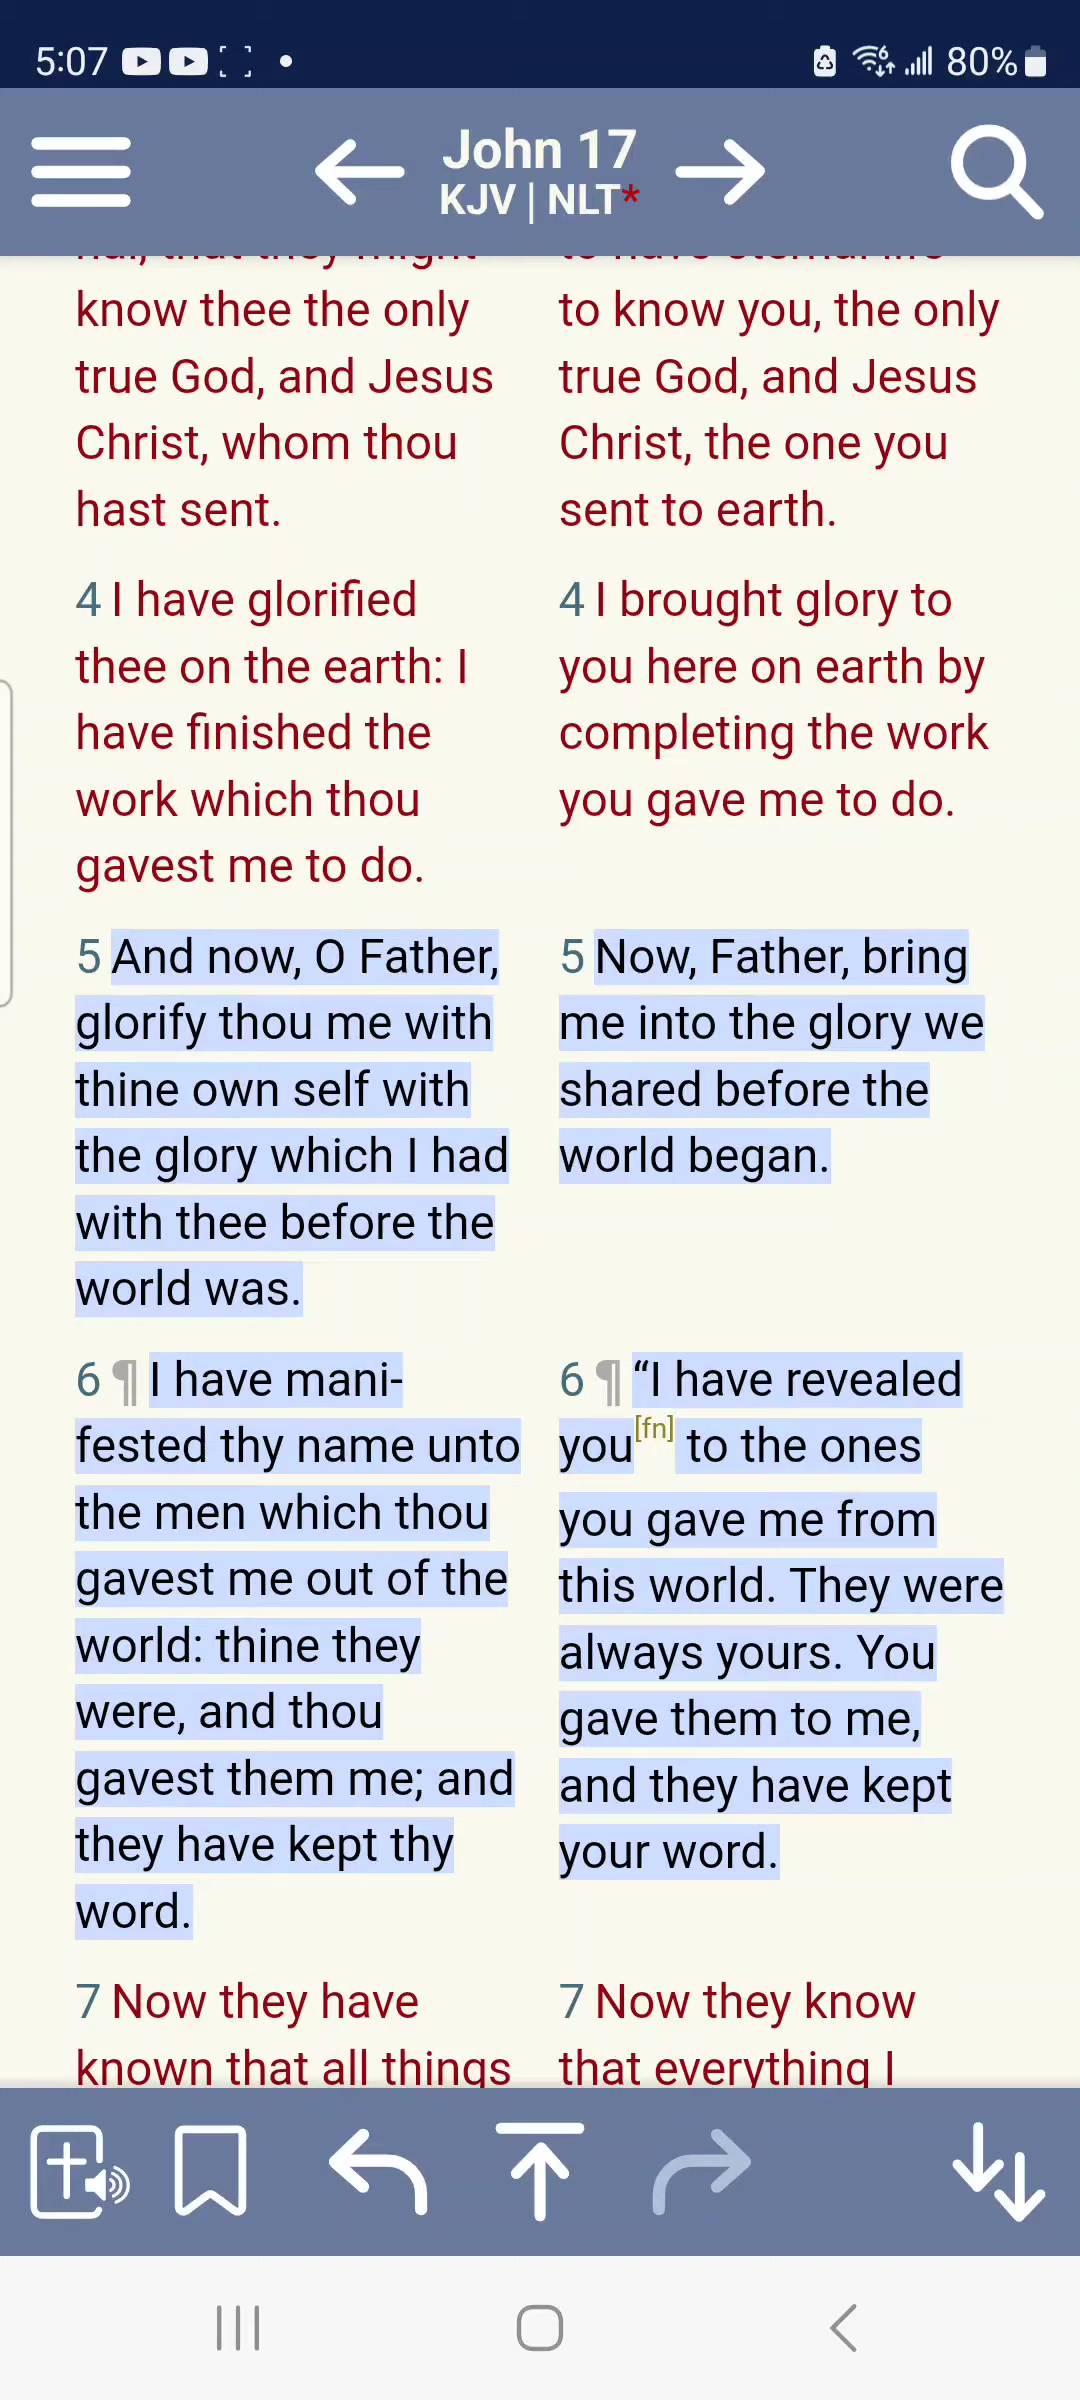 5:07
80%
John 17
KJV | NLT*
nal, that they might
know thee the only
true God, and Jesus
Christ, whom thou
hast sent.
4 I have glorified
thee on the earth: I
have finished the
work which thou
gavest me to do.
5 And now, O Father,
glorify thou me with
thine own self with
the glory which I had
with thee before the
world was.
6 ¶ I have mani-
fested thy name unto
the men which thou
gavest me out of the
world: thine they
were, and thou
gavest them me; and
they have kept thy
word.
7 Now they have
known that all things
to have eternal life
to know you, the only
true God, and Jesus
Christ, the one you
sent to earth.
4 I brought glory to
you here on earth by
completing the work
you gave me to do.
5 Now, Father, bring
me into the glory we
shared before the
world began.
6 ¶ “I have revealed
you[fn] to the ones
you gave me from
this world. They were
always yours. You
gave them to me,
and they have kept
your word.
7 Now they know
that everything I